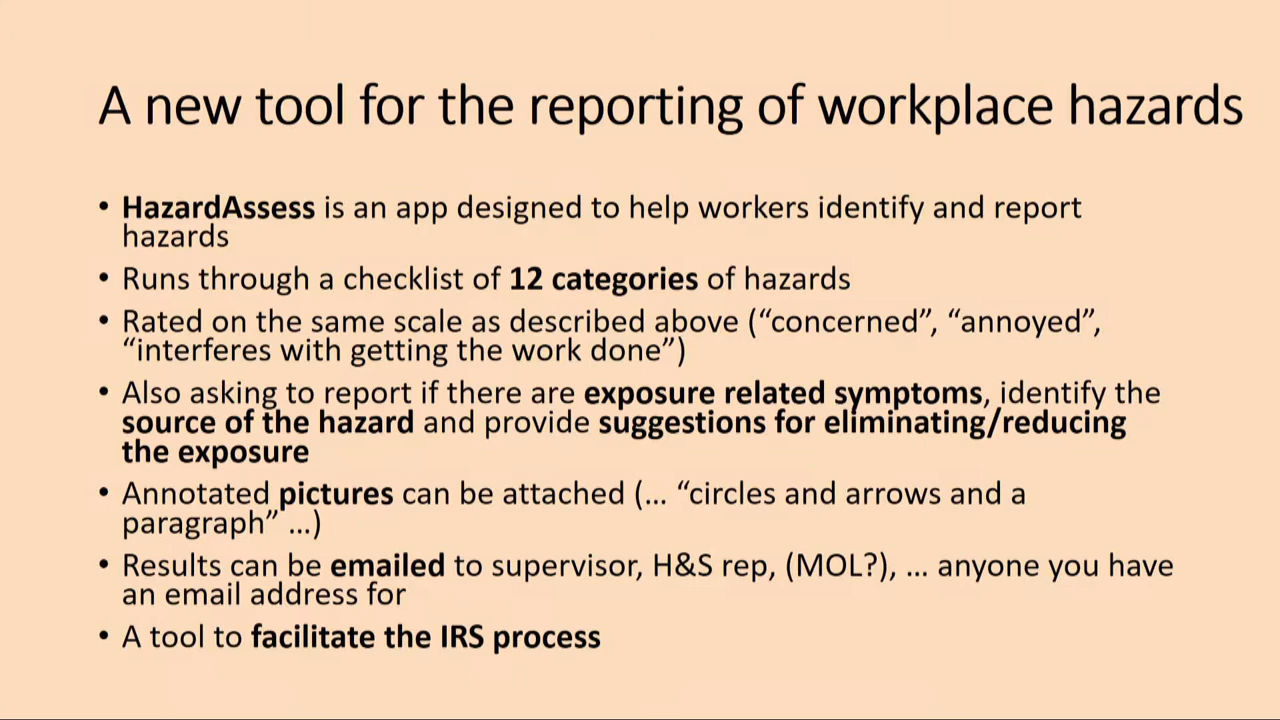 A new tool for the reporting of workplace hazards
• HazardAssess is an app designed to help workers identify and report
hazards
• Runs through a checklist of 12 categories of hazards
• Rated on the same scale as described above (“concerned”, “annoyed”,
“interferes with getting the work done”)
• Also asking to report if there are exposure related symptoms, identify the
source of the hazard and provide suggestions for eliminating/reducing
the exposure
• Annotated pictures can be attached (… “circles and arrows and a
paragraph” …)
• Results can be emailed to supervisor, H&S rep, (MOL?), … anyone you have
an email address for
• A tool to facilitate the IRS process